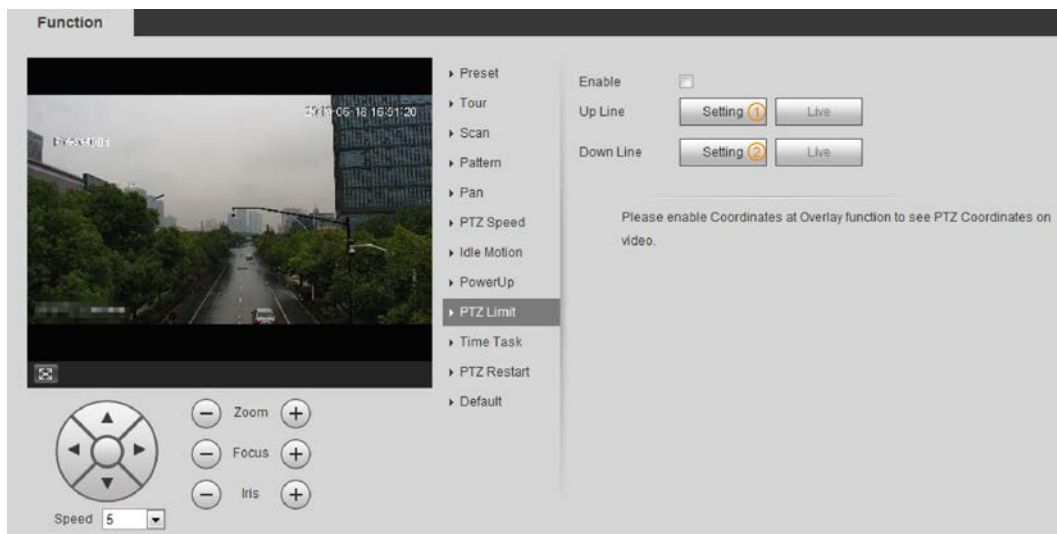 Function
Preset
Tour
Scan
Pattern
Pan
PTZ Speed
Idle Motion
PowerUp
PTZ Limit
Time Task
PTZ Restart
Default
Enable
Up Line Setting 1 Live
Down Line Setting 2 Live
Please enable Coordinates at Overlay function to see PTZ Coordinates on
video.
Zoom
Focus
Iris
Speed 5